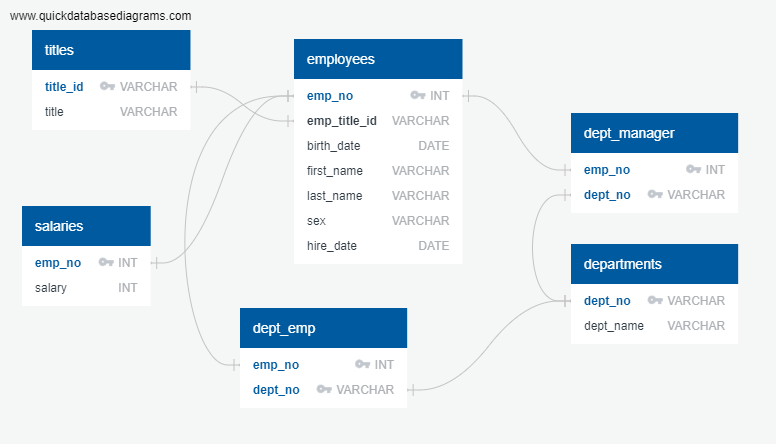 www.quickdatabasediagrams.com
titles
title_id VARCHAR
title VARCHAR
employees
emp_no INT
emp_title_id VARCHAR
birth_date DATE
first_name VARCHAR
last_name VARCHAR
sex VARCHAR
hire_date DATE
dept_manager
emp_no INT
dept_no VARCHAR
salaries
emp_no INT
salary INT
departments
dept_no VARCHAR
dept_name VARCHAR
dept_emp
emp_no INT
dept_no VARCHAR